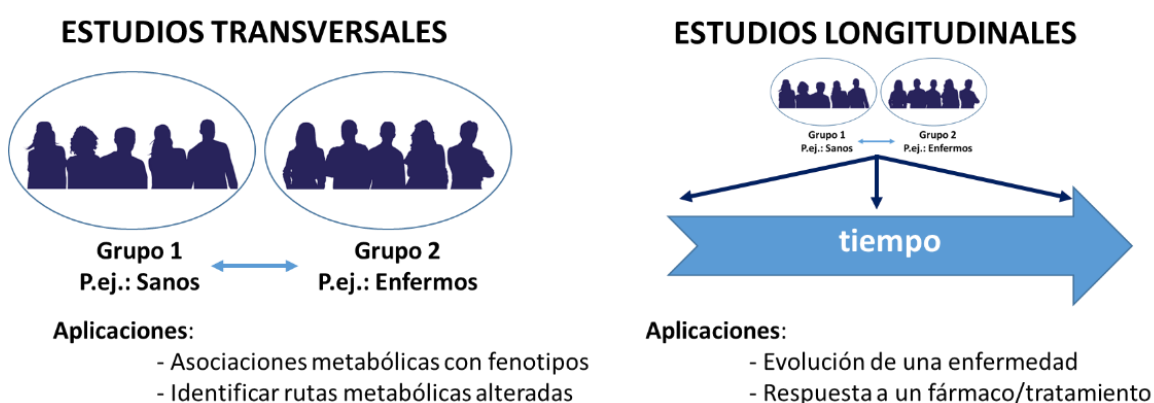 ESTUDIOS TRANSVERSALES
Grupo 1
P.ej.: Sanos
Grupo 2
P.ej.: Enfermos
Aplicaciones:
- Asociaciones metabólicas con fenotipos
- Identificar rutas metabólicas alteradas
ESTUDIOS LONGITUDINALES
Grupo 1
P.ej.: Sanos
Grupo 2
P.ej.: Enfermos
tiempo
Aplicaciones:
- Evolución de una enfermedad
- Respuesta a un fármaco/tratamiento